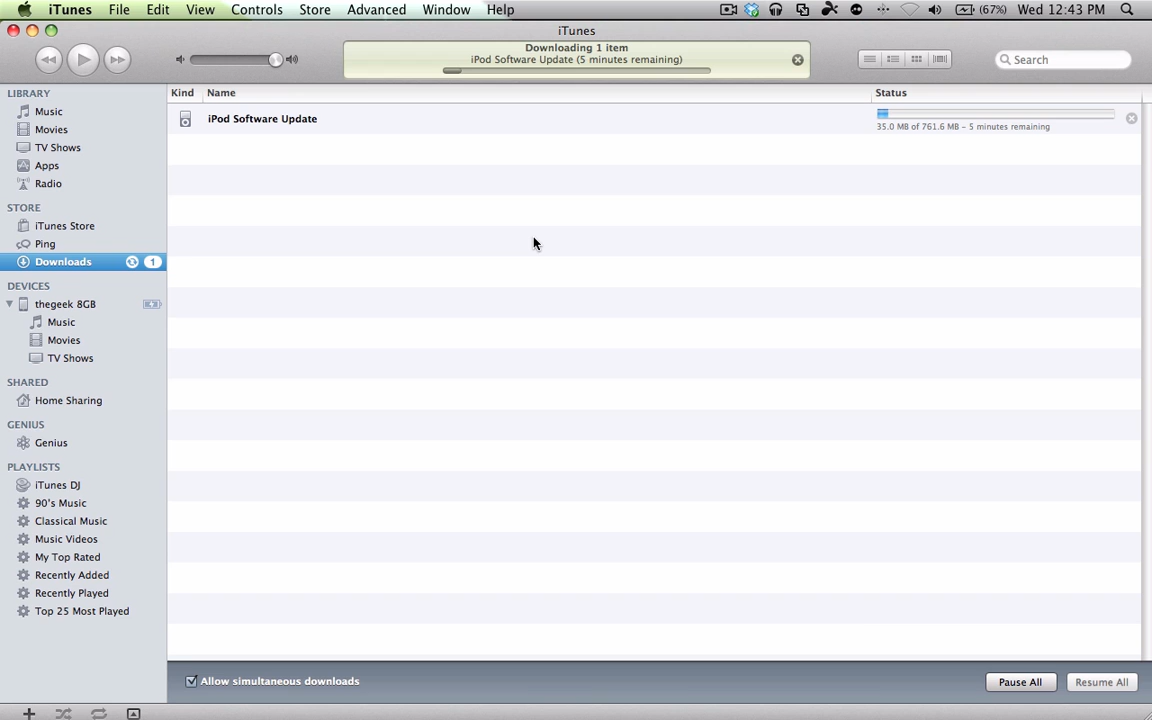 iTunes File Edit View Controls Store Advanced Window Help (67%) Wed 12:43 PM
iTunes
Downloading 1 item
iPod Software Update (5 minutes remaining)
Search
LIBRARY
Music
Movies
TV Shows
Apps
Radio
STORE
iTunes Store
Ping
Downloads 1
DEVICES
thegeek 8GB
Music
Movies
TV Shows
SHARED
Home Sharing
GENIUS
Genius
PLAYLISTS
iTunes DJ
90's Music
Classical Music
Music Videos
My Top Rated
Recently Added
Recently Played
Top 25 Most Played
Kind Name Status
iPod Software Update
35.0 MB of 761.6 MB – 5 minutes remaining
Allow simultaneous downloads
Pause All Resume All